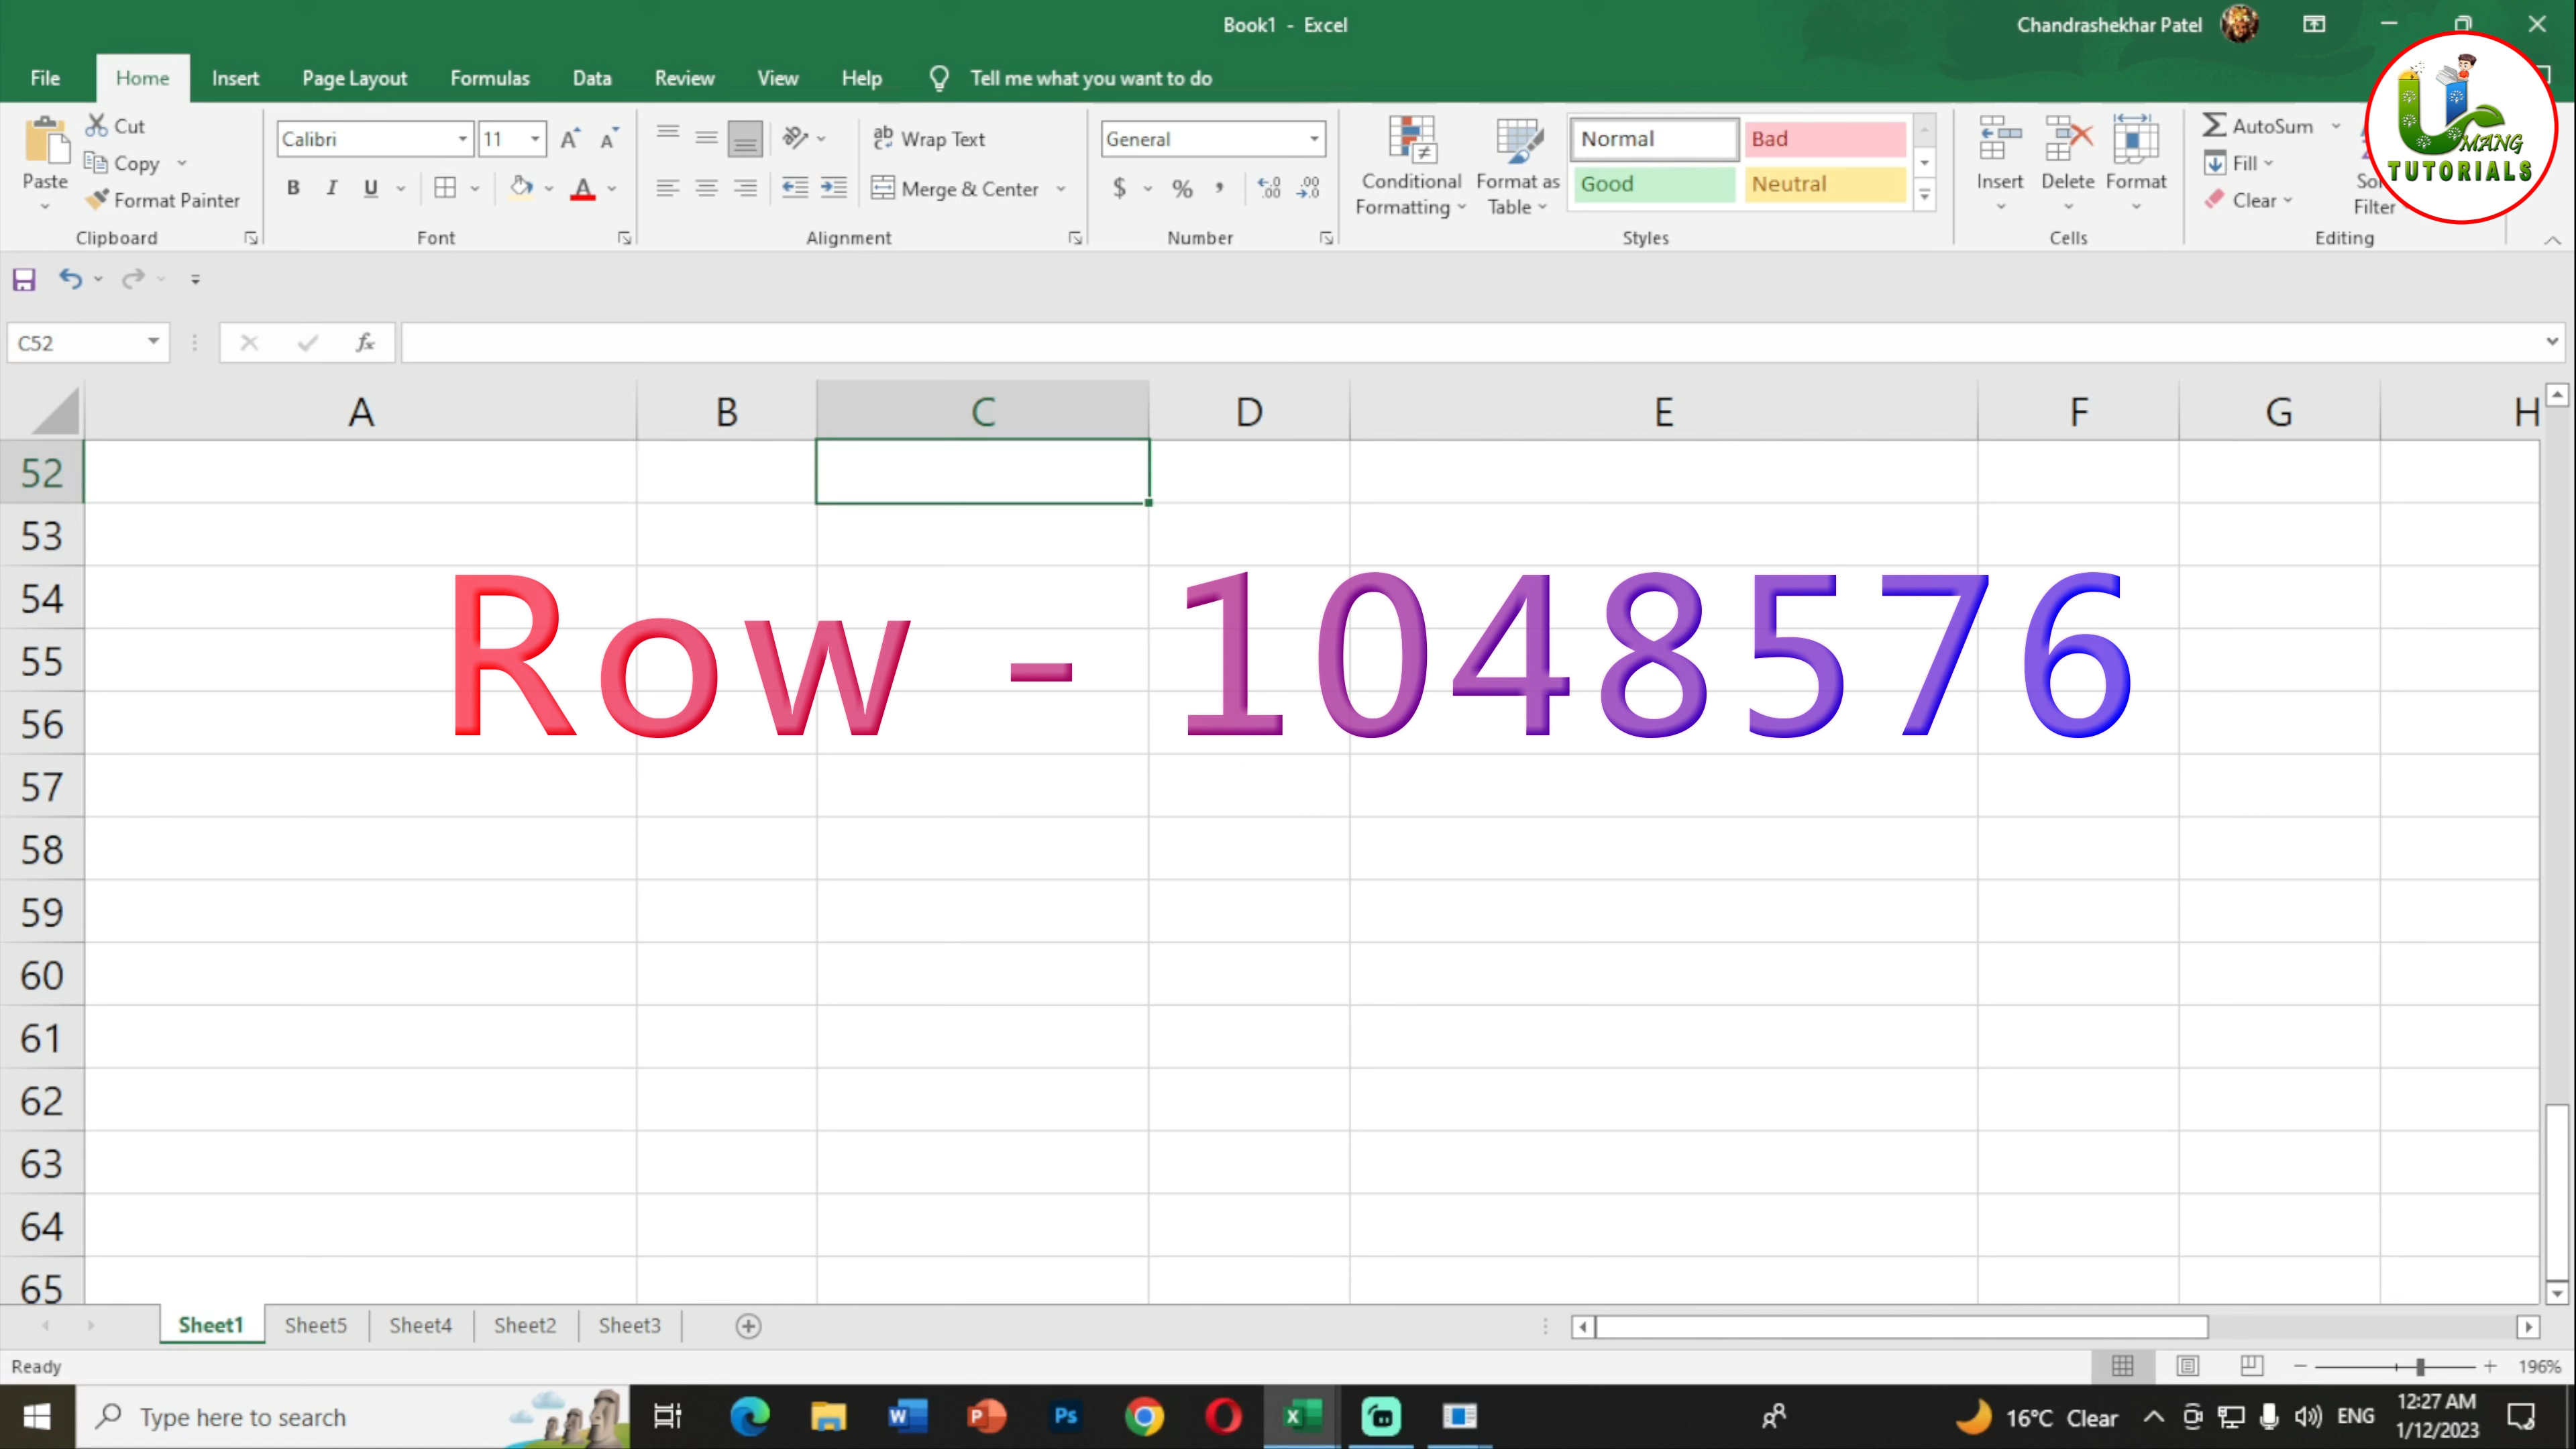 Book1 - Excel
Chandrashekhar Patel
File Home Insert Page Layout Formulas Data Review View Help Tell me what you want to do
MANG
TUTORIALS
Paste
Cut
Copy
Format Painter
Clipboard
Calibri 11
B I U
Font
Wrap Text
Merge & Center
Alignment
General
$ % ,
Number
Conditional Formatting
Format as Table
Normal Bad
Good Neutral
Styles
Insert Delete Format
Cells
AutoSum
Fill
Clear
Filter
Editing
C52
fx
A B C D E F G H
52
53
54
55
56
57
58
59
60
61
62
63
64
65
Row - 1048576
Sheet1 Sheet5 Sheet4 Sheet2 Sheet3
Ready
196%
Type here to search
16°C Clear
ENG
12:27 AM
1/12/2023